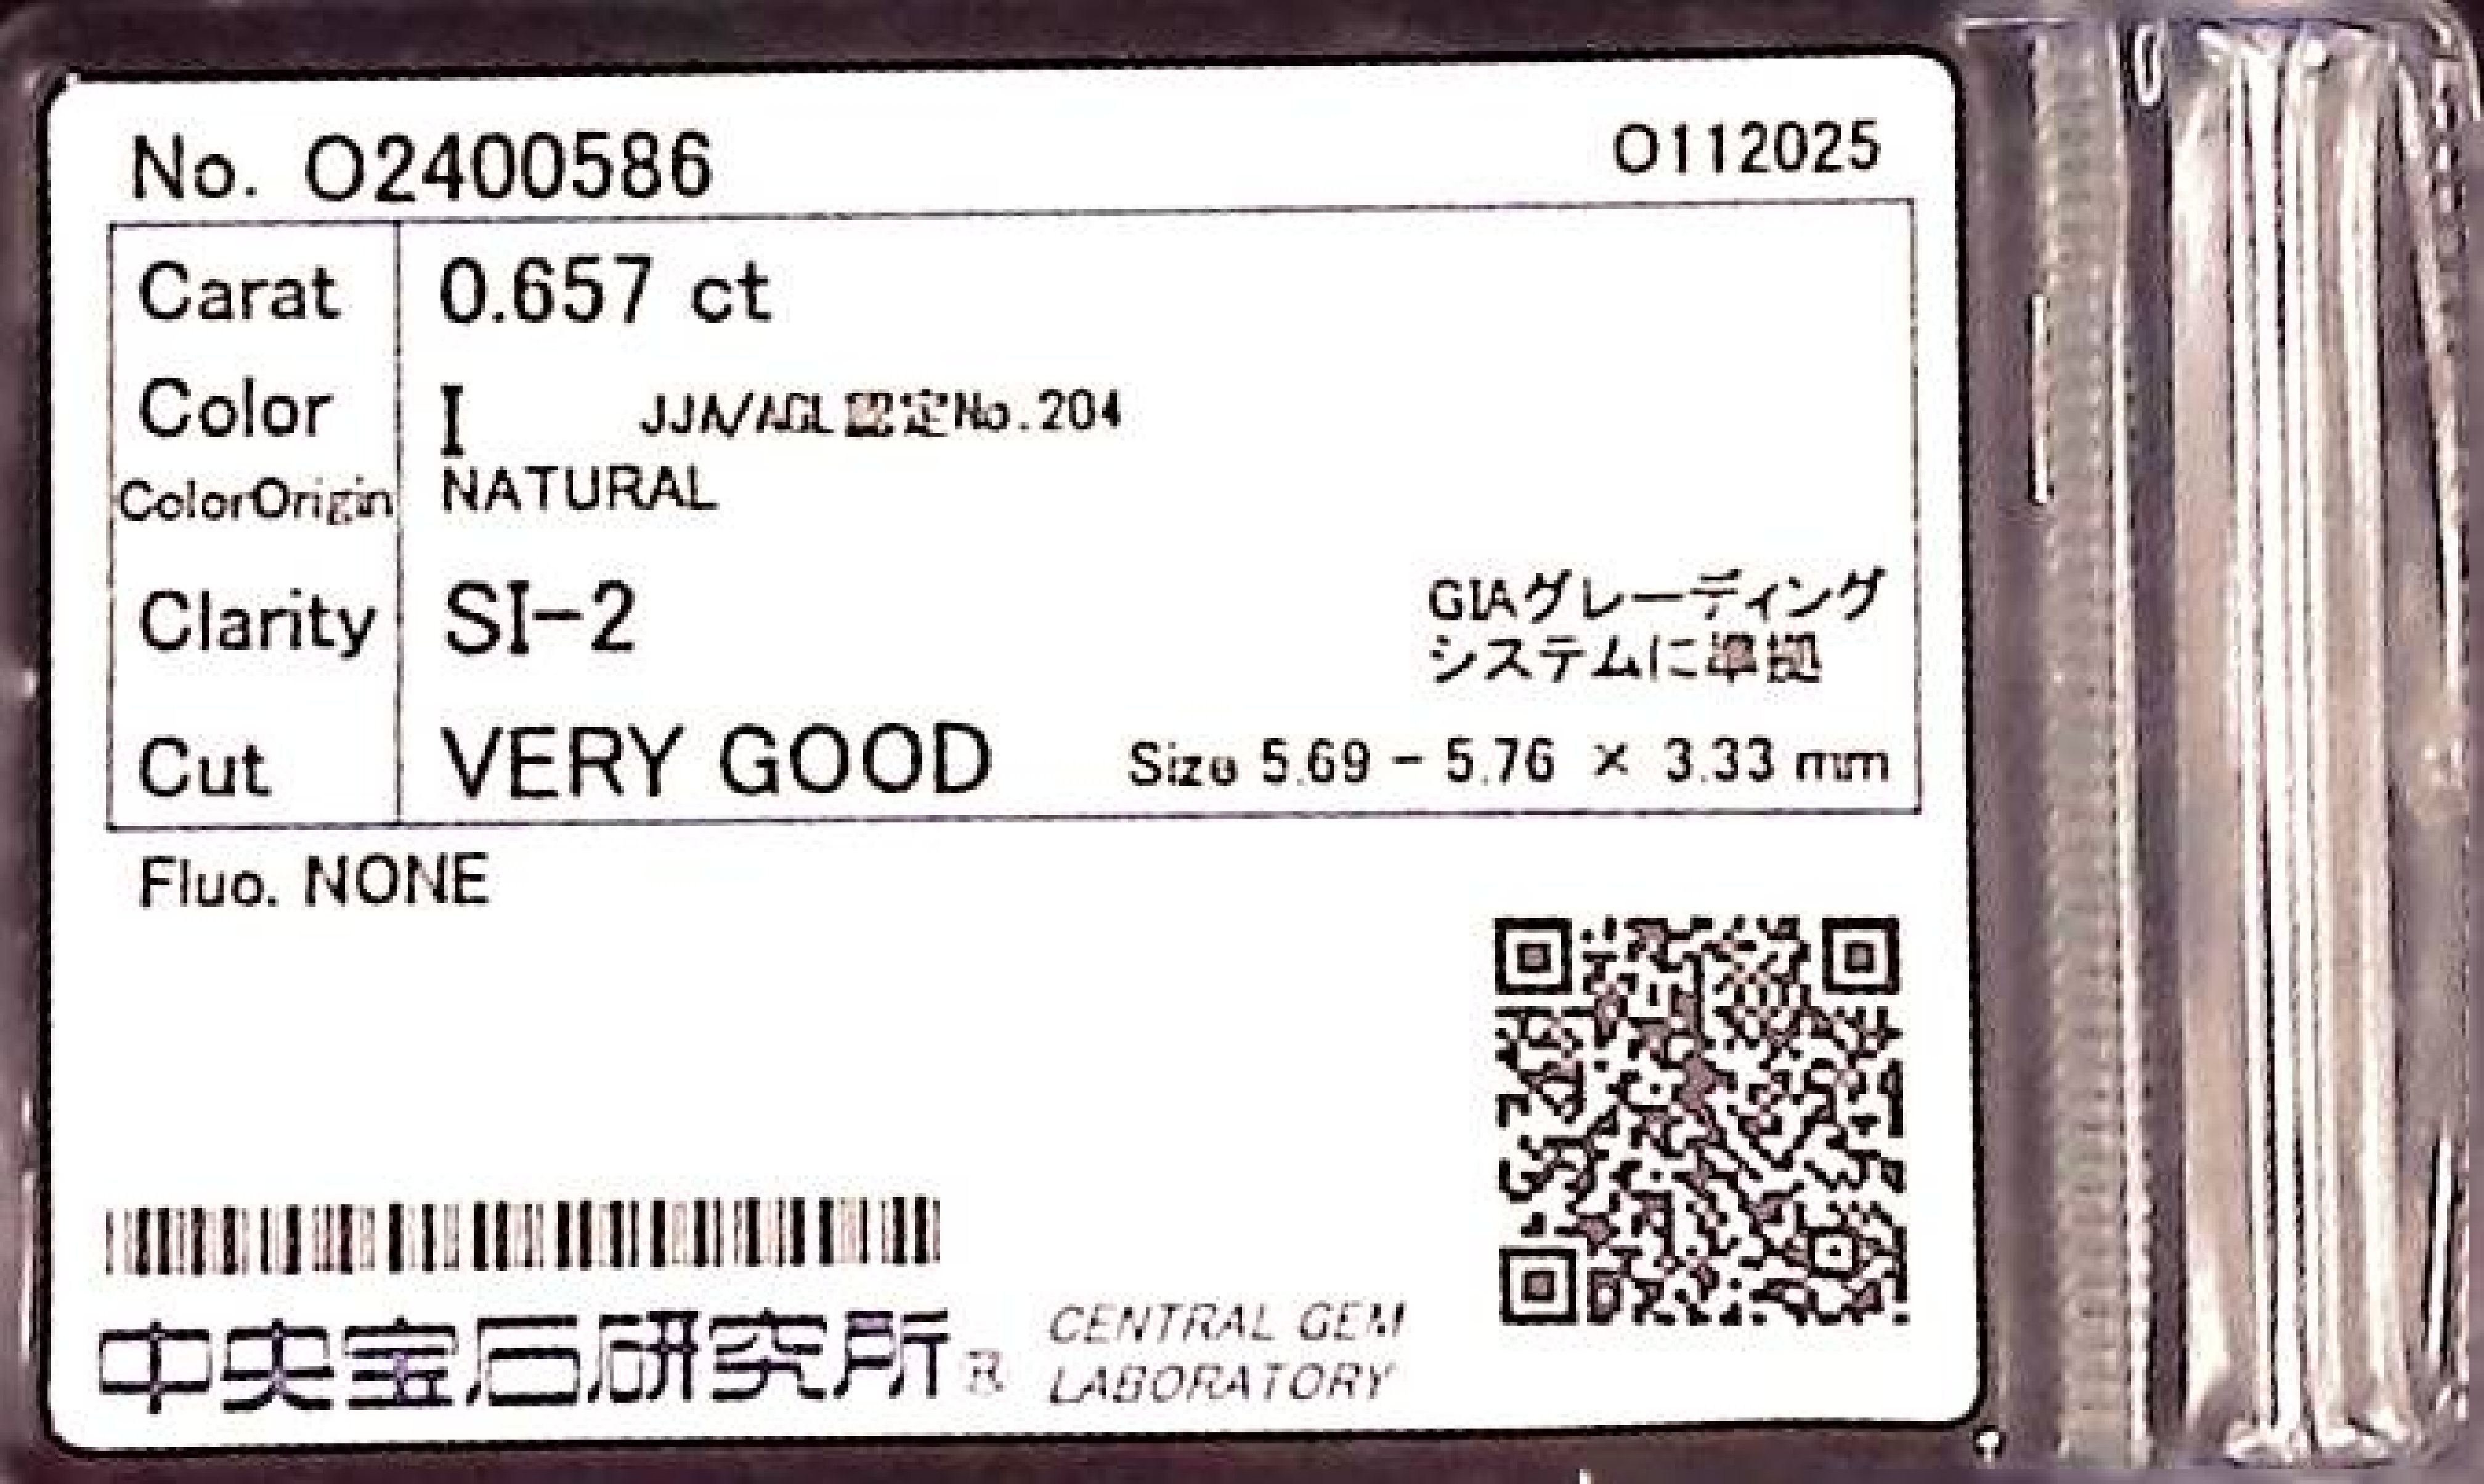 No. O2400586
O112025
Carat 0.657 ct
Color I JJA/AGL認定No.204
ColorOrigin NATURAL
Clarity SI-2
GIAグレーディング
システムに準拠
Cut VERY GOOD Size 5.69 - 5.76 × 3.33 mm
Fluo. NONE
中央宝石研究所®
CENTRAL GEM
LABORATORY